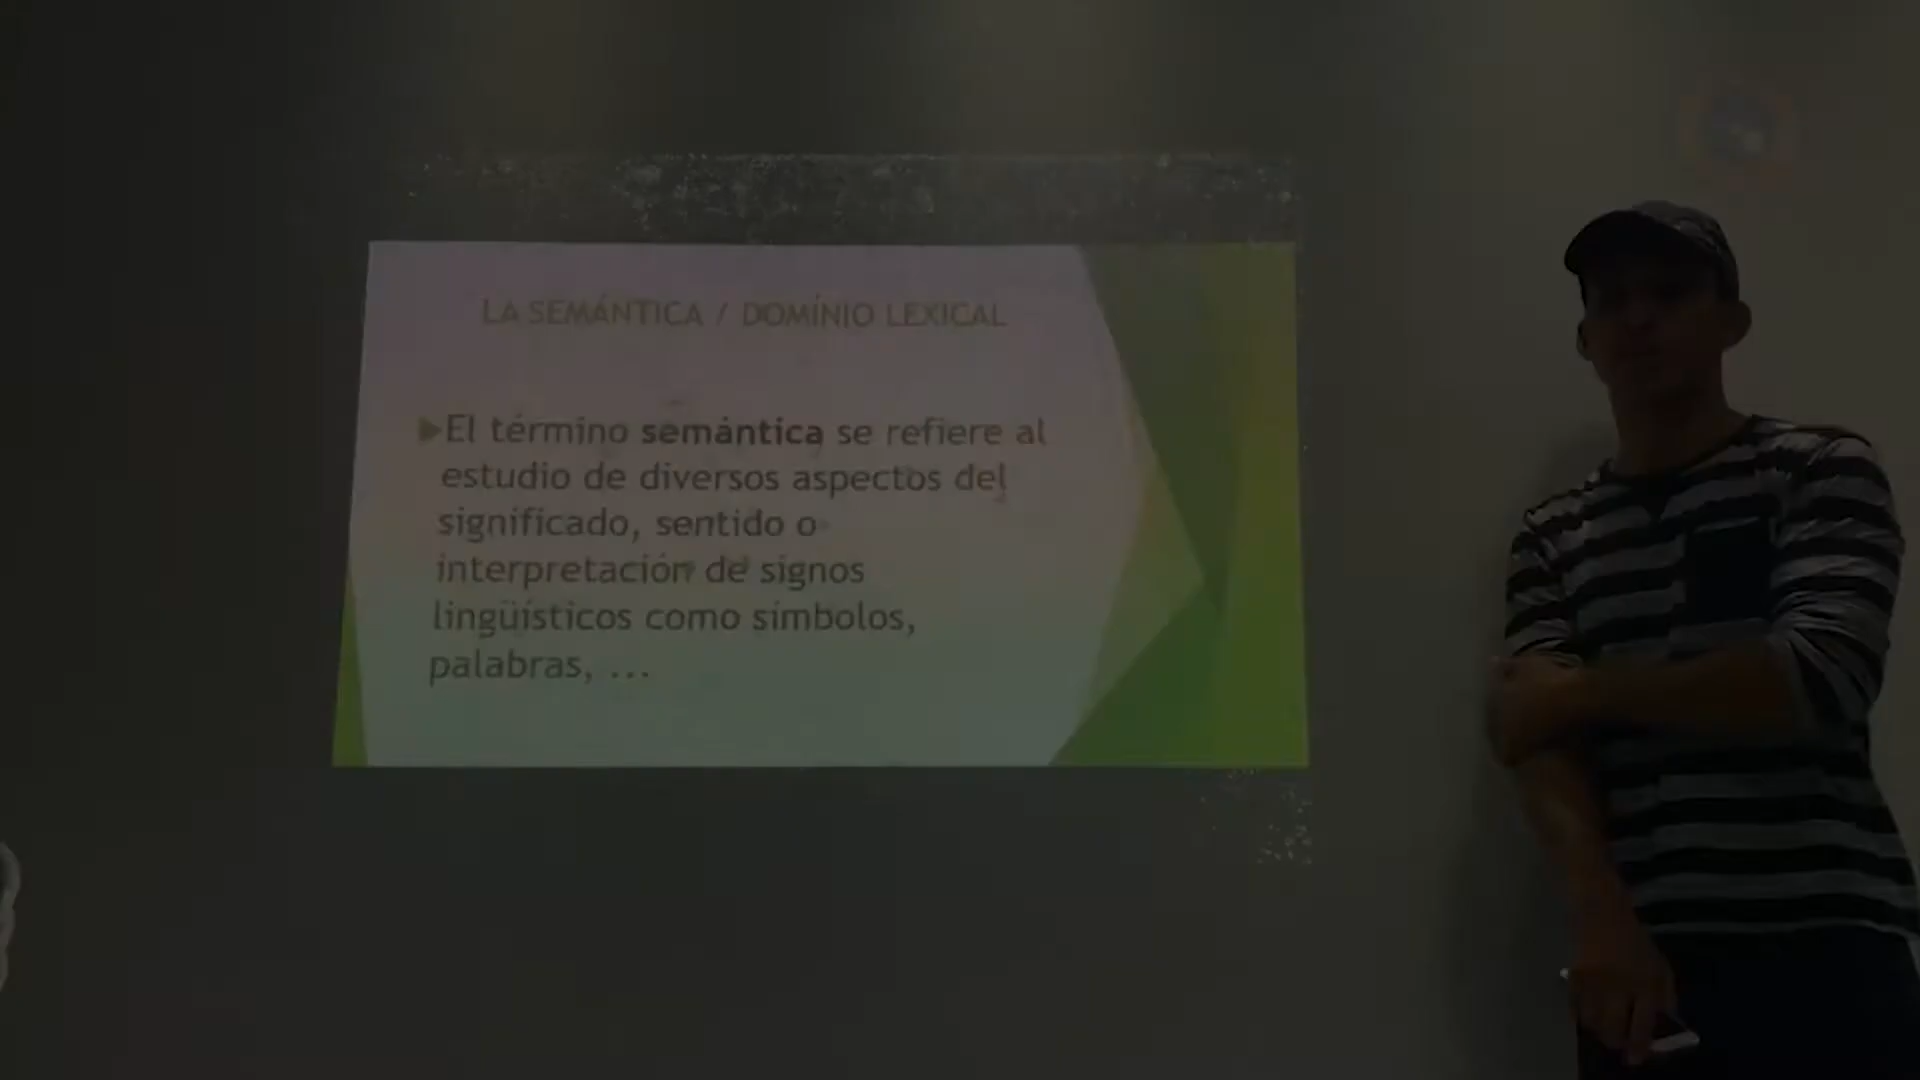 LA SEMÁNTICA / DOMÍNIO LEXICAL
El término semántica se refiere al
estudio de diversos aspectos del
significado, sentido o
interpretación de signos
lingüísticos como símbolos,
palabras, ...